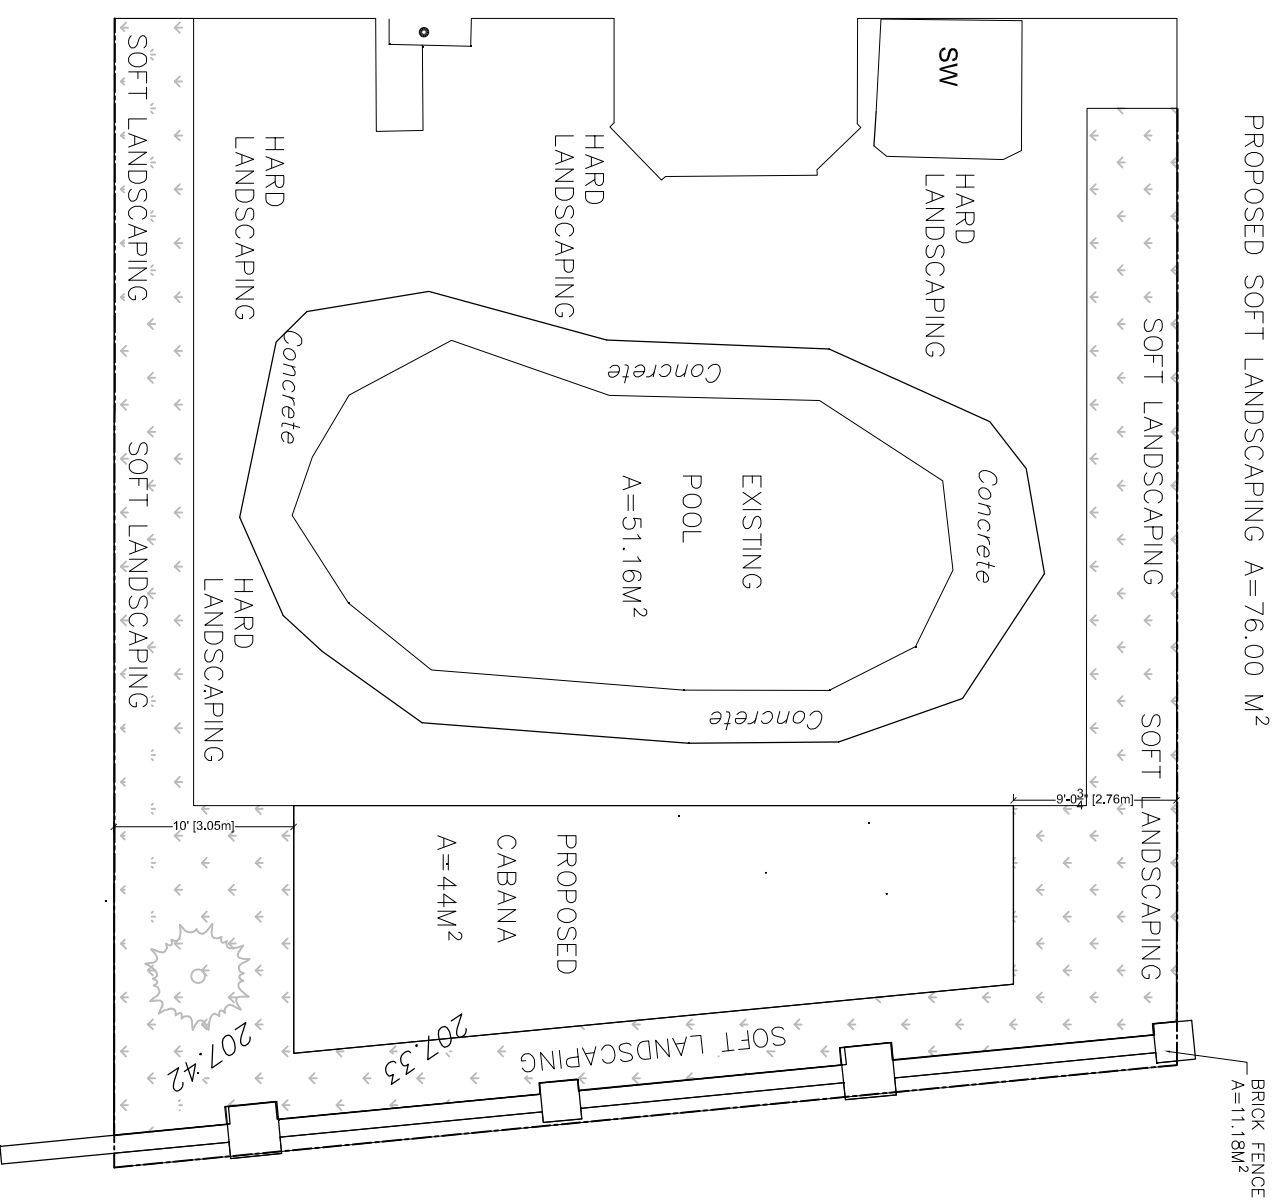 PROPOSED SOFT LANDSCAPING A=76.00 M²
SW
HARD
LANDSCAPING
HARD
LANDSCAPING
HARD
LANDSCAPING
HARD
LANDSCAPING
SOFT LANDSCAPING
SOFT LANDSCAPING
SOFT LANDSCAPING
SOFT LANDSCAPING
SOFT LANDSCAPING
Concrete
Concrete
Concrete
Concrete
EXISTING
POOL
A=51.16M²
9'-0 3/4" [2.76m]
10' [3.05m]
PROPOSED
CABANA
A=44M²
207.42
207.33
BRICK FENCE
A=11.18M²